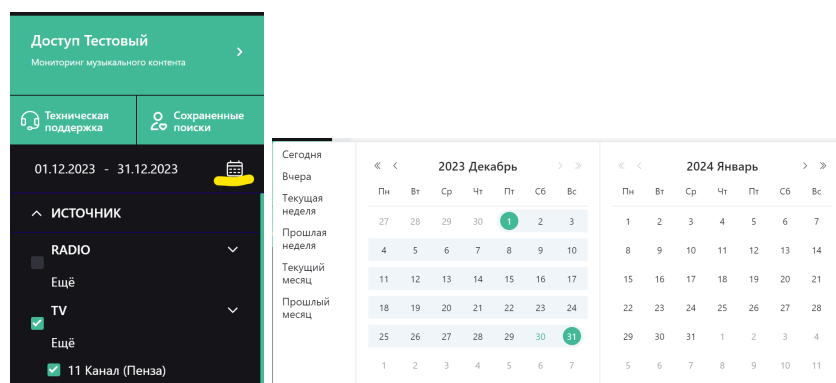 Доступ Тестовый
Мониторинг музыкального контента
Техническая
поддержка
Сохраненные
поиски
01.12.2023 - 31.12.2023
ИСТОЧНИК
RADIO
Ещё
TV
Ещё
11 Канал (Пенза)
Сегодня
Вчера
Текущая
неделя
Прошлая
неделя
Текущий
месяц
Прошлый
месяц
2023 Декабрь
Пн Вт Ср Чт Пт Сб Вс
27 28 29 30 1 2 3
4 5 6 7 8 9 10
11 12 13 14 15 16 17
18 19 20 21 22 23 24
25 26 27 28 29 30 31
1 2 3 4 5 6 7
2024 Январь
Пн Вт Ср Чт Пт Сб Вс
1 2 3 4 5 6 7
8 9 10 11 12 13 14
15 16 17 18 19 20 21
22 23 24 25 26 27 28
29 30 31 1 2 3 4
5 6 7 8 9 10 11